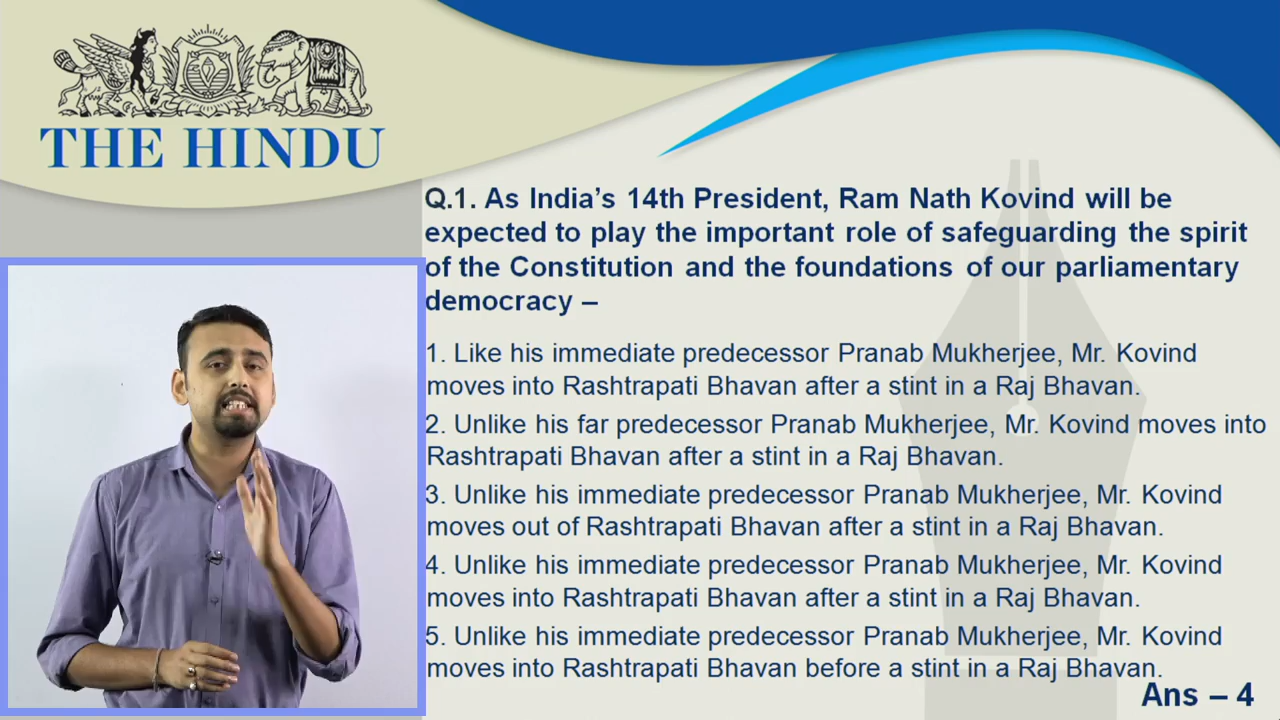 THE HINDU
Q.1. As India’s 14th President, Ram Nath Kovind will be
expected to play the important role of safeguarding the spirit
of the Constitution and the foundations of our parliamentary
democracy –
1. Like his immediate predecessor Pranab Mukherjee, Mr. Kovind
moves into Rashtrapati Bhavan after a stint in a Raj Bhavan.
2. Unlike his far predecessor Pranab Mukherjee, Mr. Kovind moves into
Rashtrapati Bhavan after a stint in a Raj Bhavan.
3. Unlike his immediate predecessor Pranab Mukherjee, Mr. Kovind
moves out of Rashtrapati Bhavan after a stint in a Raj Bhavan.
4. Unlike his immediate predecessor Pranab Mukherjee, Mr. Kovind
moves into Rashtrapati Bhavan after a stint in a Raj Bhavan.
5. Unlike his immediate predecessor Pranab Mukherjee, Mr. Kovind
moves into Rashtrapati Bhavan before a stint in a Raj Bhavan.
Ans – 4